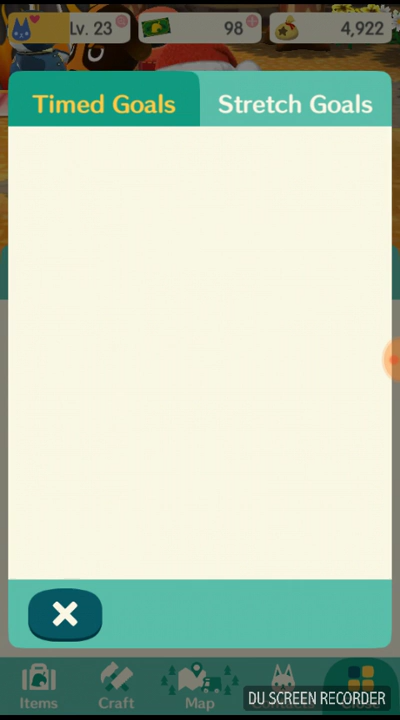 Lv. 23 98 4,922
Timed Goals Stretch Goals
Items Craft Map
DU SCREEN RECORDER